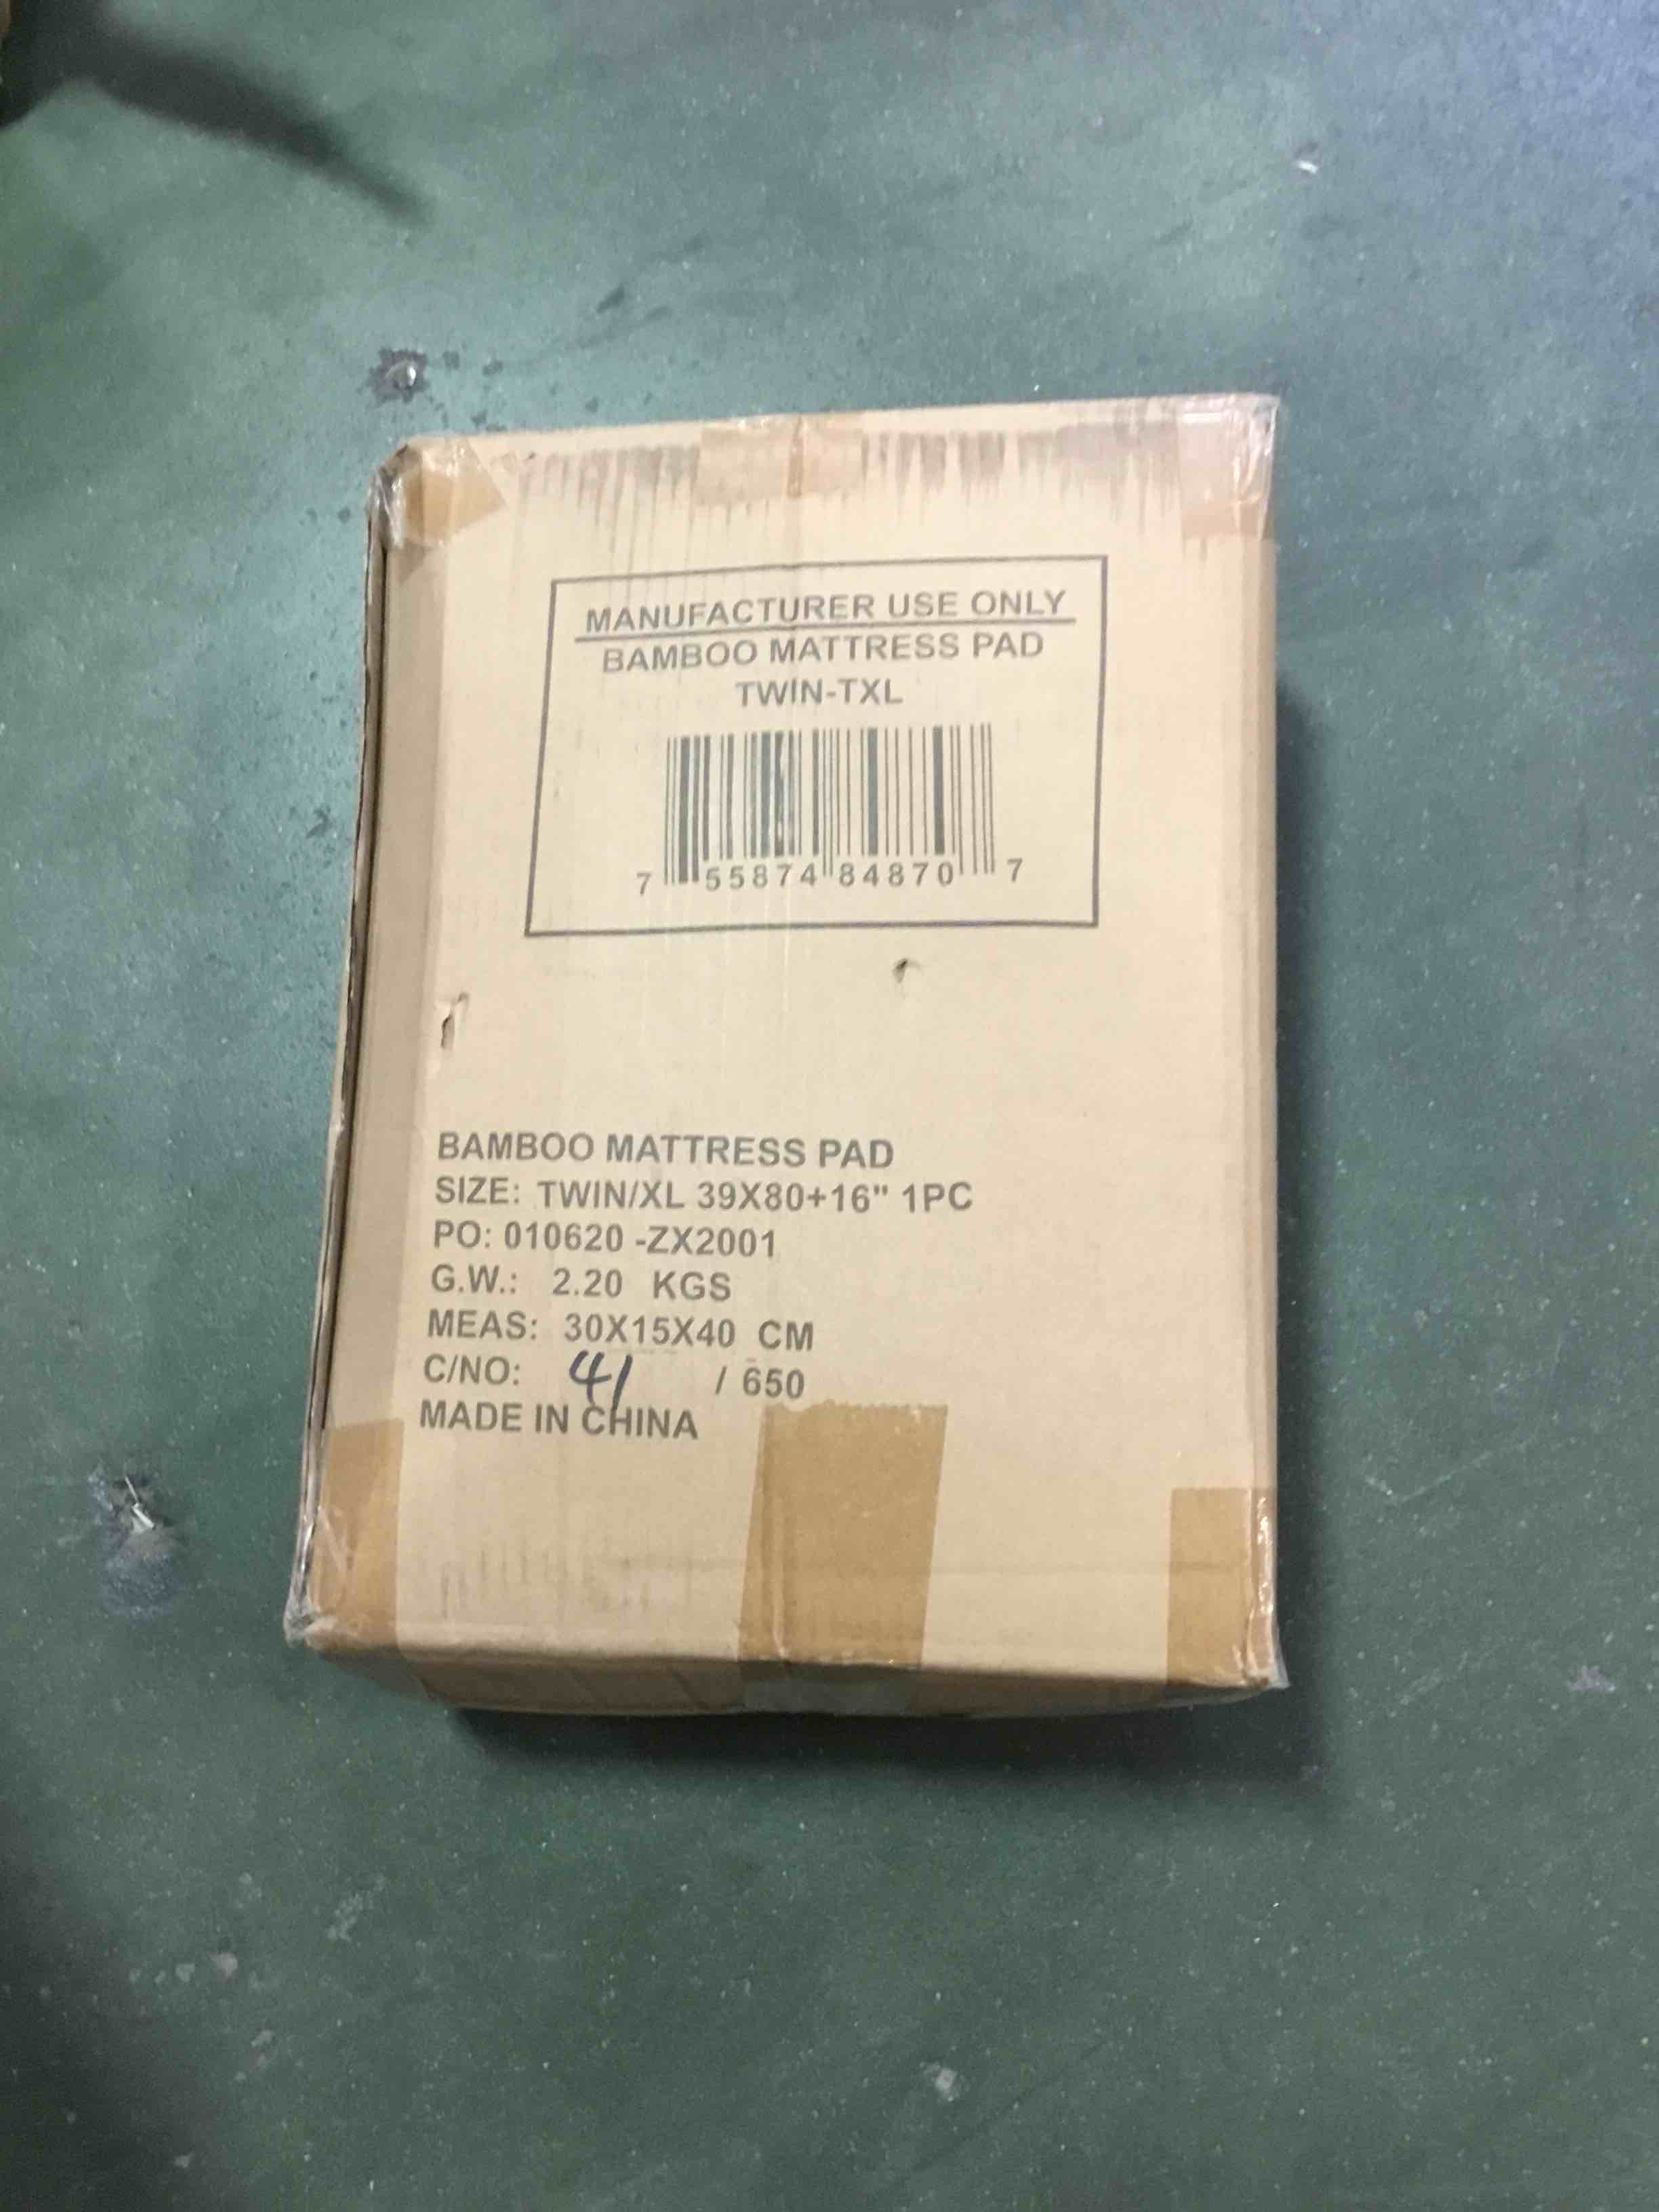 MANUFACTURER USE ONLY
BAMBOO MATTRESS PAD
TWIN-TXL
7 55874 84870 7
BAMBOO MATTRESS PAD
SIZE: TWIN/XL 39X80+16" 1PC
PO: 010620 -ZX2001
G.W.: 2.20 KGS
MEAS: 30X15X40 CM
C/NO: 41 / 650
MADE IN CHINA